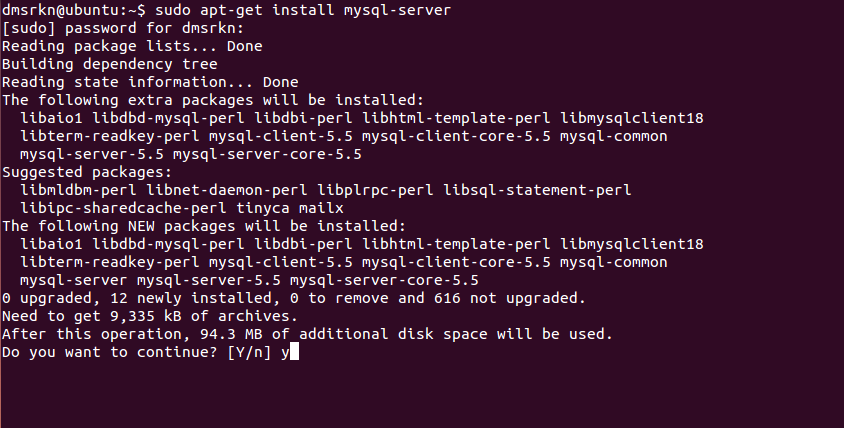 dmsrkn@ubuntu:~$ sudo apt-get install mysql-server
[sudo] password for dmsrkn:
Reading package lists... Done
Building dependency tree
Reading state information... Done
The following extra packages will be installed:
  libaio1 libdbd-mysql-perl libdbi-perl libhtml-template-perl libmysqlclient18
  libterm-readkey-perl mysql-client-5.5 mysql-client-core-5.5 mysql-common
  mysql-server-5.5 mysql-server-core-5.5
Suggested packages:
  libmldbm-perl libnet-daemon-perl libplrpc-perl libsql-statement-perl
  libipc-sharedcache-perl tinyca mailx
The following NEW packages will be installed:
  libaio1 libdbd-mysql-perl libdbi-perl libhtml-template-perl libmysqlclient18
  libterm-readkey-perl mysql-client-5.5 mysql-client-core-5.5 mysql-common
  mysql-server mysql-server-5.5 mysql-server-core-5.5
0 upgraded, 12 newly installed, 0 to remove and 616 not upgraded.
Need to get 9,335 kB of archives.
After this operation, 94.3 MB of additional disk space will be used.
Do you want to continue? [Y/n] y